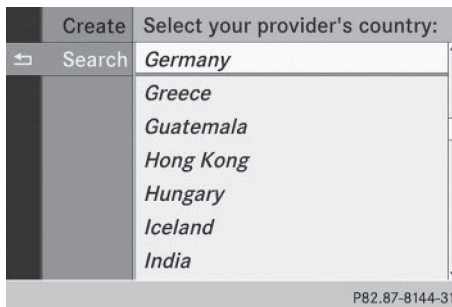 Create Select your provider's country:
Search Germany
Greece
Guatemala
Hong Kong
Hungary
Iceland
India
P82.87-8144-31